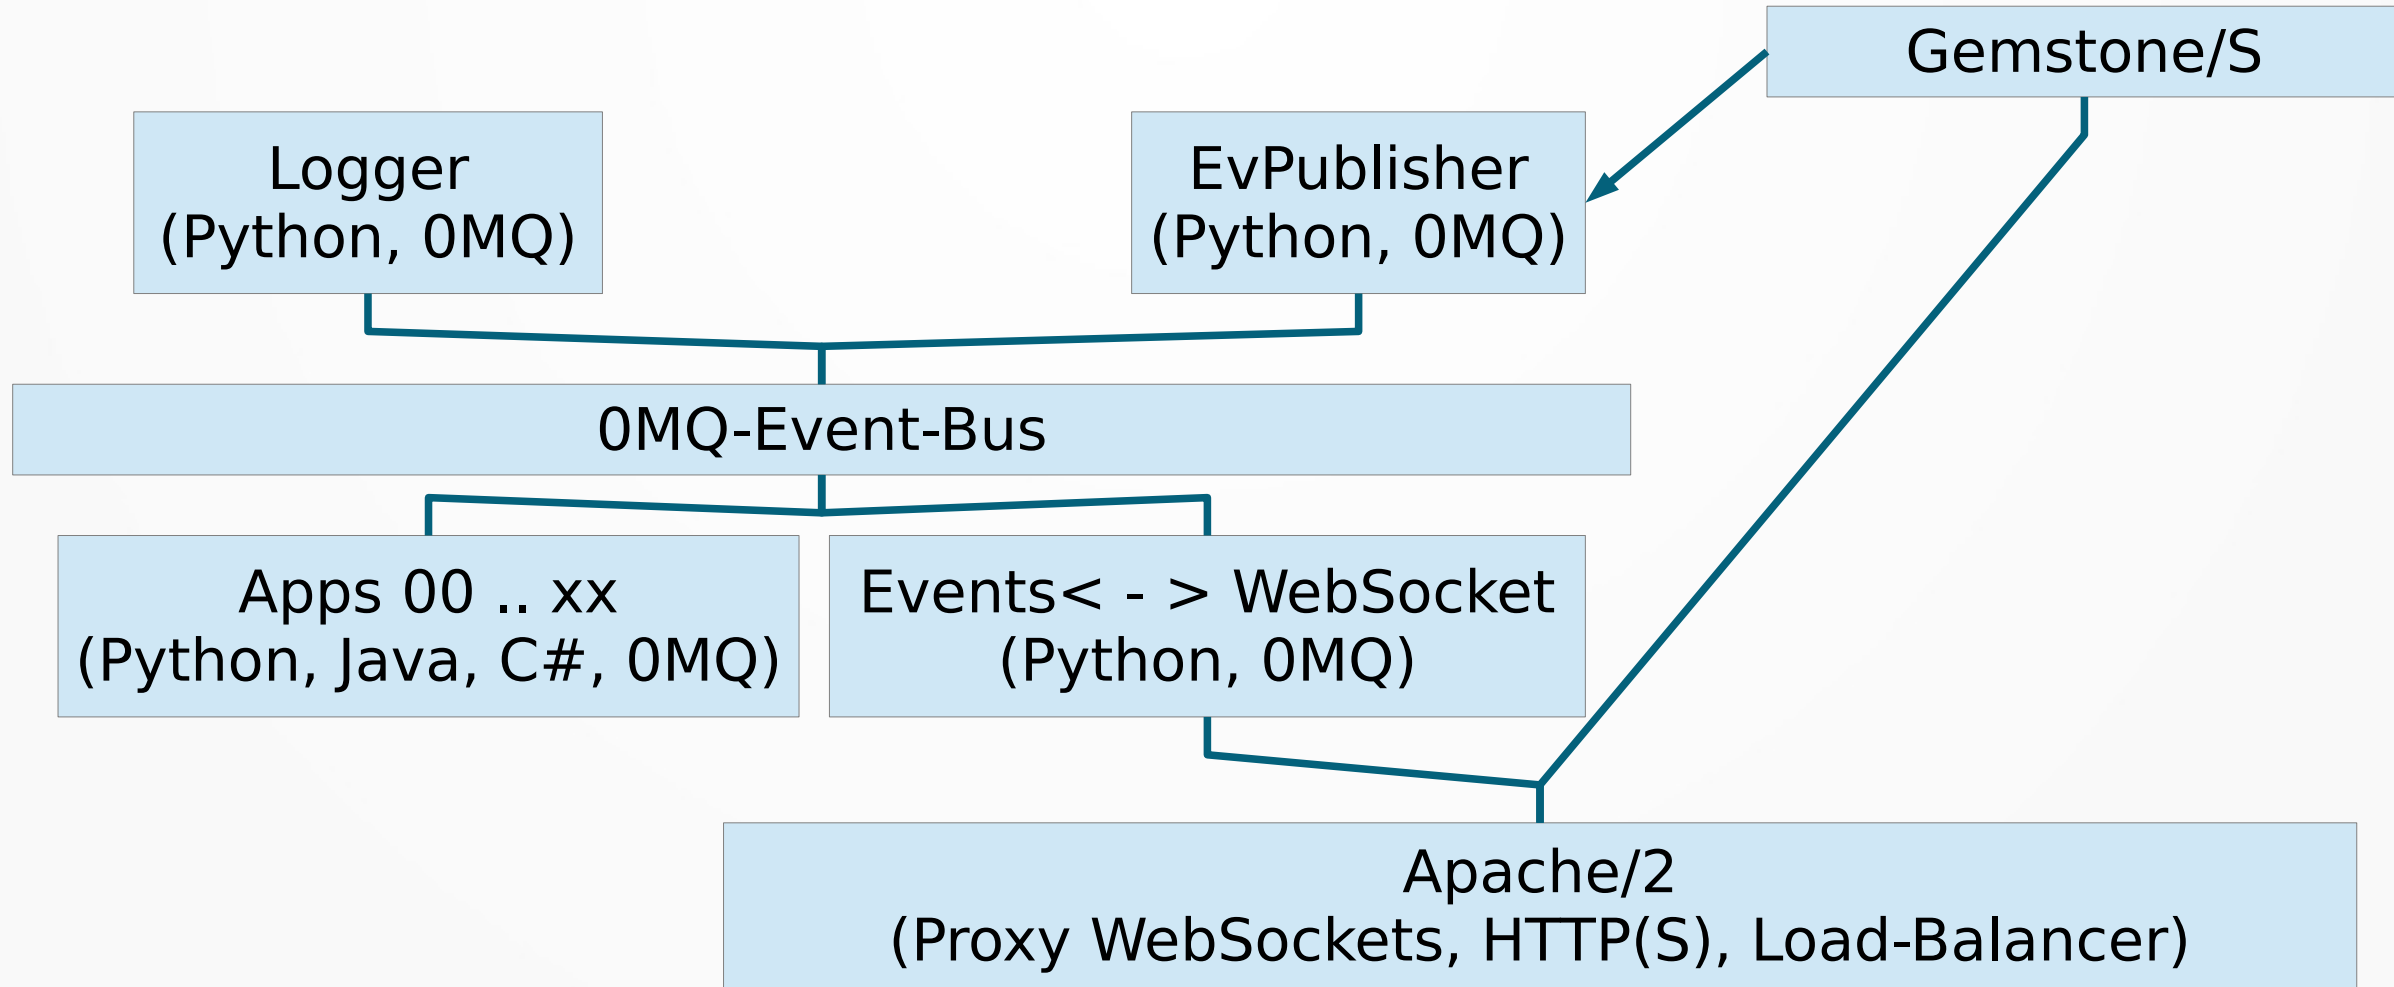 Gemstone/S
Logger
(Python, 0MQ)
EvPublisher
(Python, 0MQ)
0MQ-Event-Bus
Apps 00 .. xx
(Python, Java, C#, 0MQ)
Events< - > WebSocket
(Python, 0MQ)
Apache/2
(Proxy WebSockets, HTTP(S), Load-Balancer)